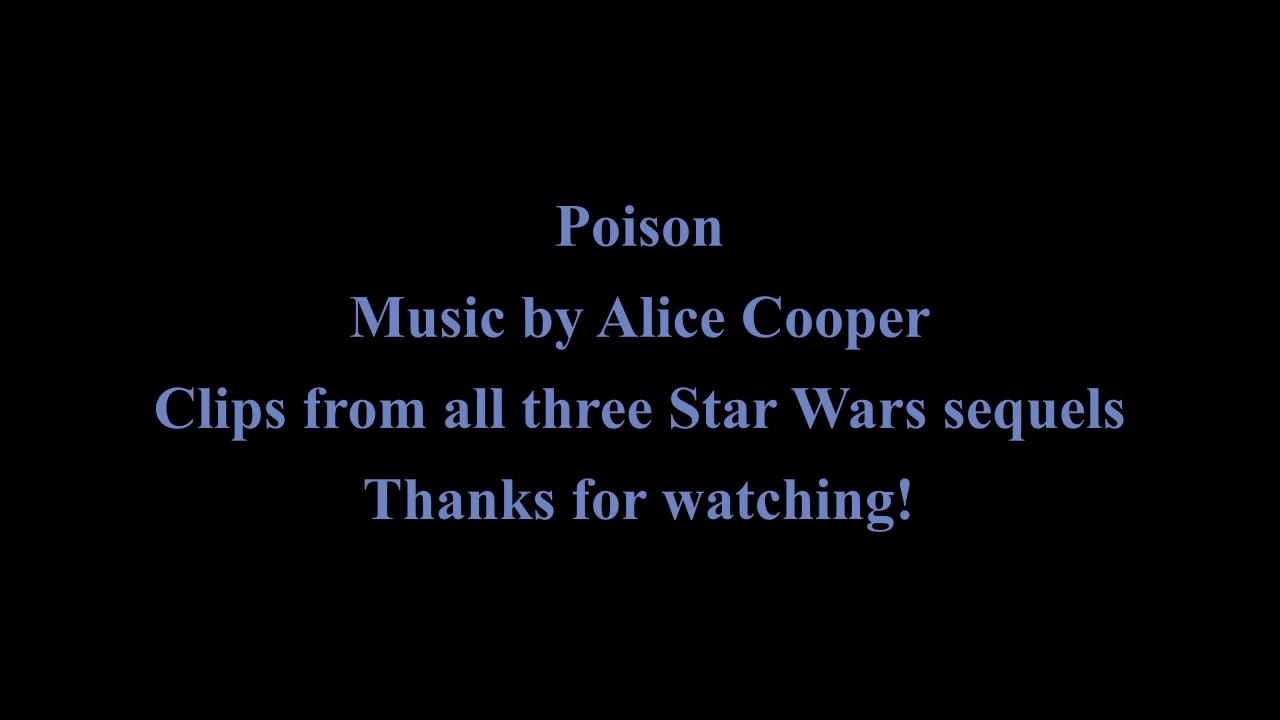 Poison
Music by Alice Cooper
Clips from all three Star Wars sequels
Thanks for watching!